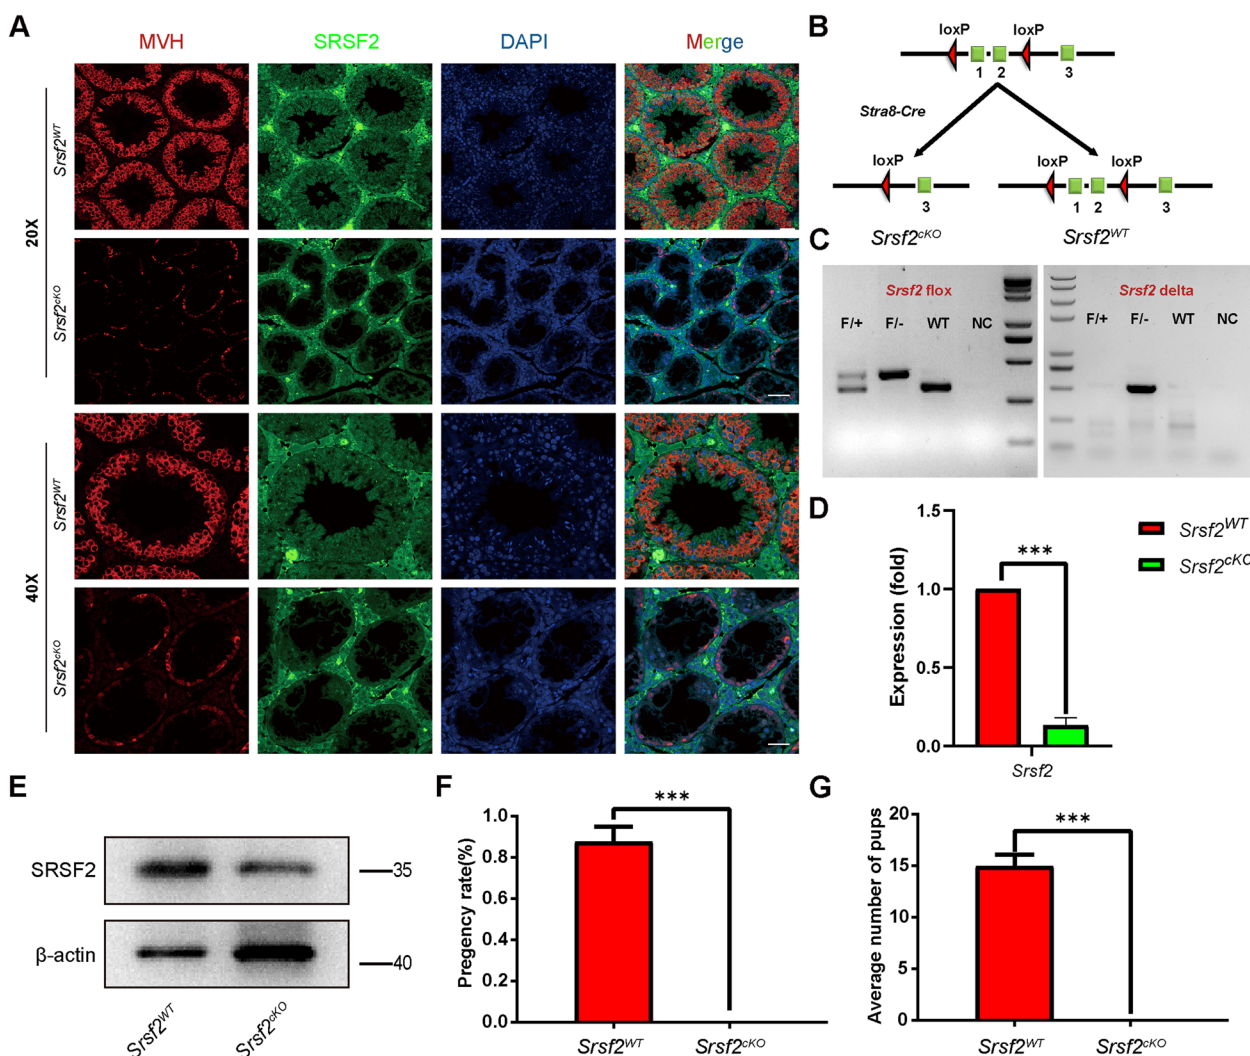 A
MVH
SRSF2
DAPI
Merge
20X
Srsf2WT
Srsf2cKO
40X
Srsf2WT
Srsf2cKO
B
loxP
loxP
1
2
3
Stra8-Cre
loxP
loxP
loxP
3
1
2
3
Srsf2cKO
Srsf2WT
C
Srsf2 flox
F/+
F/-
WT
NC
Srsf2 delta
F/+
F/-
WT
NC
D
Expression (fold)
1.5
1.0
0.5
0.0
***
Srsf2
Srsf2WT
Srsf2cKO
E
SRSF2
35
β-actin
40
Srsf2WT
Srsf2cKO
F
Pregency rate(%)
1.0
0.8
0.6
0.4
0.2
0.0
***
Srsf2WT
Srsf2cKO
G
Average number of pups
20
15
10
5
0
***
Srsf2WT
Srsf2cKO